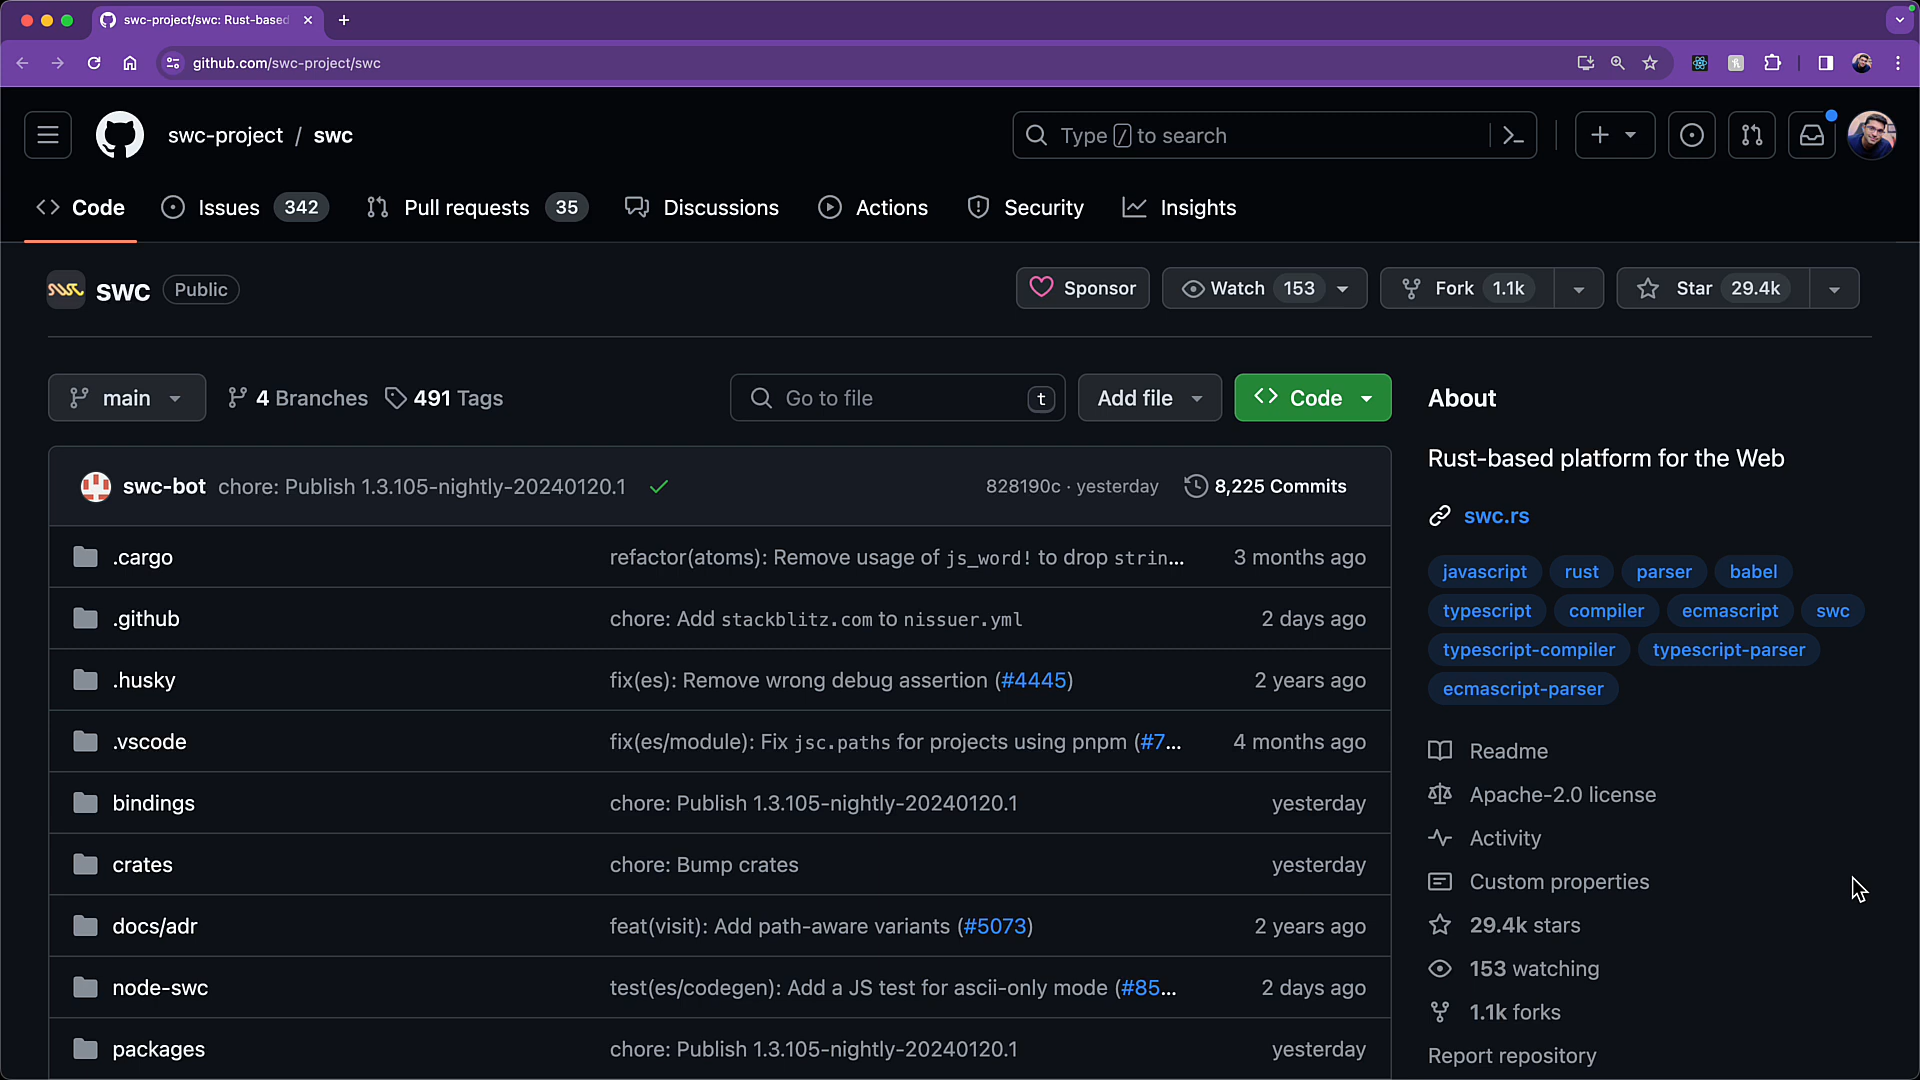 swc-project/swc: Rust-based
github.com/swc-project/swc
swc-project / swc
Type / to search
Code
Issues 342
Pull requests 35
Discussions
Actions
Security
Insights
swc Public
Sponsor
Watch 153
Fork 1.1k
Star 29.4k
main
4 Branches
491 Tags
Go to file t
Add file
Code
swc-bot chore: Publish 1.3.105-nightly-20240120.1
828190c · yesterday
8,225 Commits
.cargo refactor(atoms): Remove usage of js_word! to drop strin... 3 months ago
.github chore: Add stackblitz.com to nissuer.yml 2 days ago
.husky fix(es): Remove wrong debug assertion (#4445) 2 years ago
.vscode fix(es/module): Fix jsc.paths for projects using pnpm (#7... 4 months ago
bindings chore: Publish 1.3.105-nightly-20240120.1 yesterday
crates chore: Bump crates yesterday
docs/adr feat(visit): Add path-aware variants (#5073) 2 years ago
node-swc test(es/codegen): Add a JS test for ascii-only mode (#85... 2 days ago
packages chore: Publish 1.3.105-nightly-20240120.1 yesterday
About
Rust-based platform for the Web
swc.rs
javascript rust parser babel
typescript compiler ecmascript swc
typescript-compiler typescript-parser
ecmascript-parser
Readme
Apache-2.0 license
Activity
Custom properties
29.4k stars
153 watching
1.1k forks
Report repository